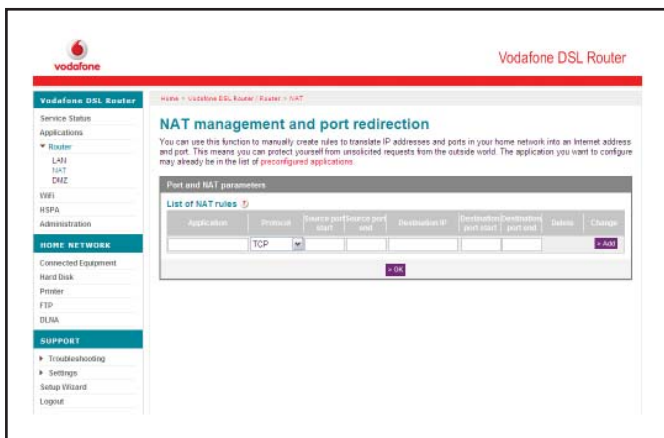 vodafone
Vodafone DSL Router
Vodafone DSL Router
Home > Vodafone DSL Router / Router > NAT
Service Status
Applications
Router
LAN
NAT
DMZ
WiFi
HSPA
Administration
HOME NETWORK
Connected Equipment
Hard Disk
Printer
FTP
DLNA
SUPPORT
Troubleshooting
Settings
Setup Wizard
Logout
NAT management and port redirection
You can use this function to manually create rules to translate IP addresses and ports in your home network into an Internet address
and port. This means you can protect yourself from unsolicited requests from the outside world. The application you want to configure
may already be in the list of preconfigured applications.
Port and NAT parameters
List of NAT rules ?
Application Protocol Source port start Source port end Destination IP Destination port start Destination port end Delete Change
TCP
» Add
» OK